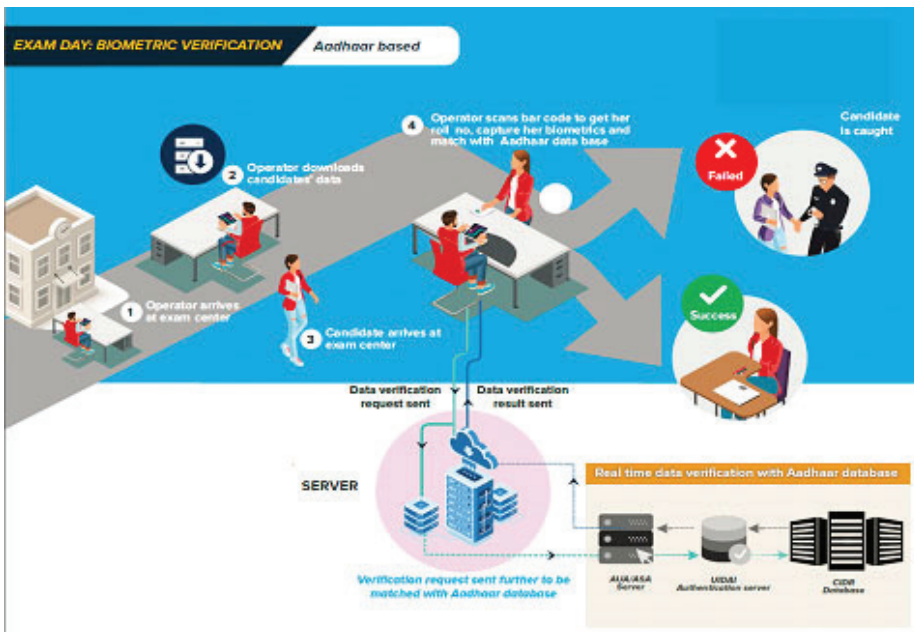 EXAM DAY: BIOMETRIC VERIFICATION
Aadhaar based
1
Operator arrives
at exam center
2
Operator downloads
candidates' data
3
Candidate arrives at
exam center
4
Operator scans bar code to get her
roll no, capture her biometrics and
match with Aadhaar data base
Failed
Candidate
is caught
Success
Data verification
request sent
Data verification
result sent
SERVER
Verification request sent further to be
matched with Aadhaar database
Real time data verification with Aadhaar database
AUA/ASA
Server
UIDAI
Authentication server
CIDR
Database